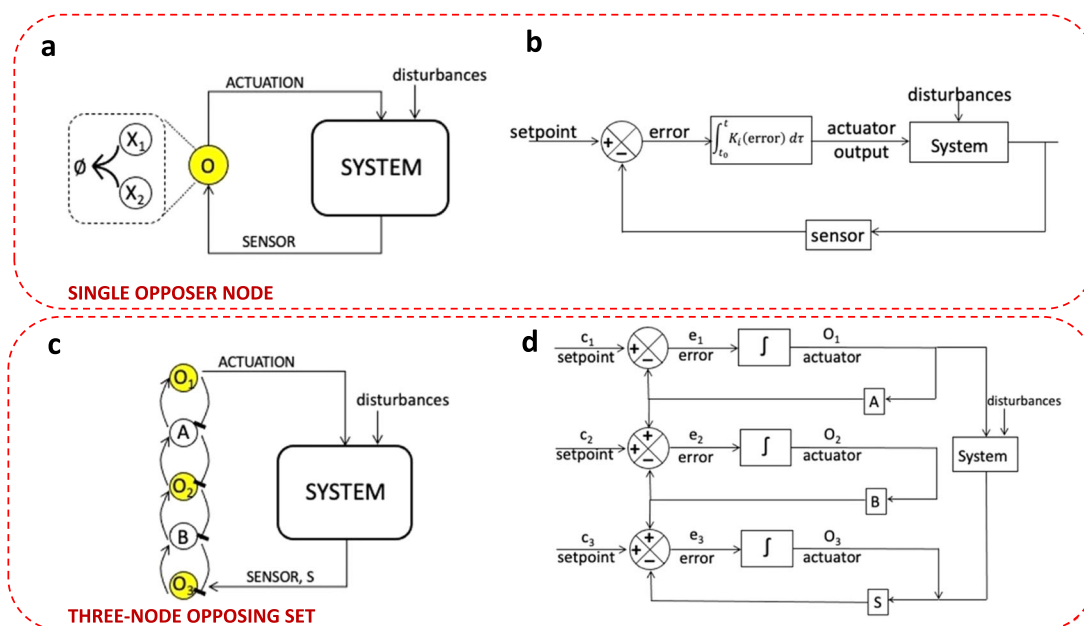 a
ACTUATION
disturbances
X1
∅
X2
O
SYSTEM
SENSOR
SINGLE OPPOSER NODE
b
setpoint
+
−
error
∫t0^t Ki(error) dτ
actuator
output
disturbances
System
sensor
c
O1
ACTUATION
A
disturbances
O2
SYSTEM
B
O3
SENSOR, S
THREE-NODE OPPOSING SET
d
c1
setpoint
+
−
e1
error
∫
O1
actuator
A
disturbances
c2
setpoint
+
+
−
e2
error
∫
O2
actuator
System
B
c3
setpoint
+
+
−
e3
error
∫
O3
actuator
S